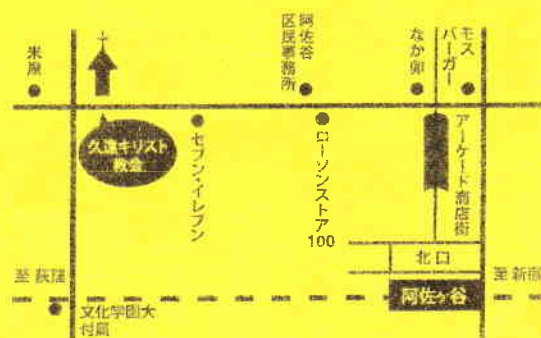 米原
阿佐谷
区民事務所
なか卯
モス
バーガー
久遠キリスト
教会
セブン・イレブン
ローソンストア
100
アーケード商店街
北口
至 荻窪
阿佐ヶ谷
至 新宿
文化学園大
付属